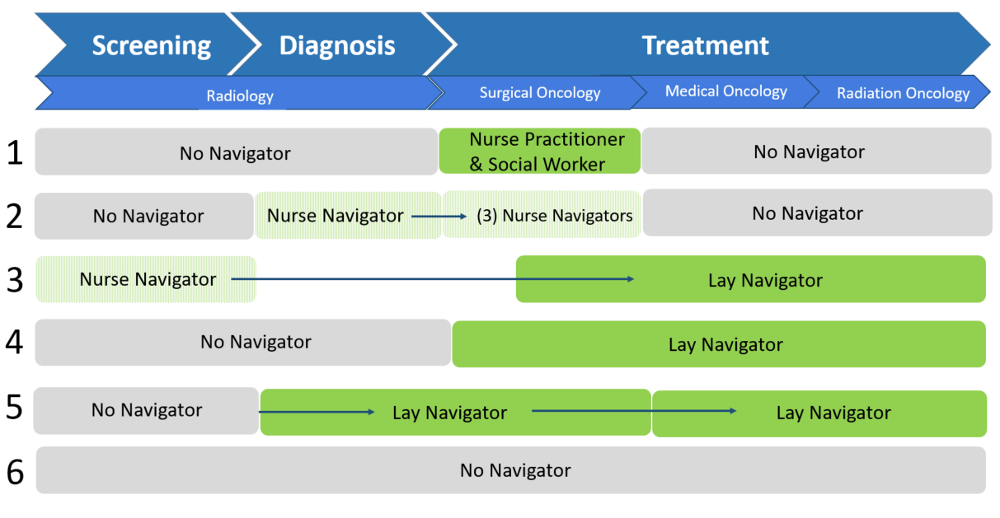 Screening
Diagnosis
Treatment
Radiology
Surgical Oncology
Medical Oncology
Radiation Oncology
1
No Navigator
Nurse Practitioner
& Social Worker
No Navigator
2
No Navigator
Nurse Navigator
(3) Nurse Navigators
No Navigator
3
Nurse Navigator
Lay Navigator
4
No Navigator
Lay Navigator
5
No Navigator
Lay Navigator
Lay Navigator
6
No Navigator